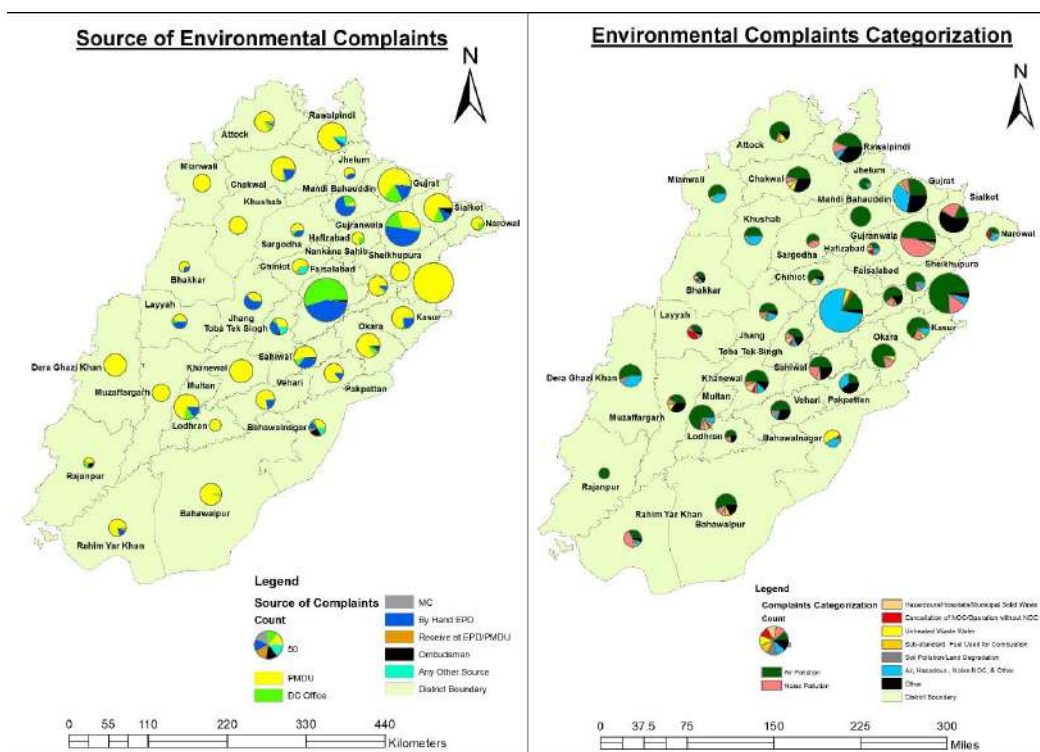 Source of Environmental Complaints
N
Attock
Rawalpindi
Mianwali
Jhelum
Chakwal
Mandi Bahauddin
Gujrat
Sialkot
Khushab
Gujranwala
Narowal
Sargodha
Hafizabad
Nankana Sahib
Sheikhupura
Bhakkar
Chiniot
Faisalabad
Layyah
Jhang
Toba Tek Singh
Kasur
Okara
Dera Ghazi Khan
Khanewal
Sahiwal
Multan
Vehari
Pakpattan
Muzaffargarh
Lodhran
Bahawalnagar
Rajanpur
Bahawalpur
Rahim Yar Khan
Legend
Source of Complaints
Count
50
PMDU
DC Office
MC
By Hand EPD
Receive at EPD/PMDU
Ombudsman
Any Other Source
District Boundary
0 55 110 220 330 440
Kilometers
Environmental Complaints Categorization
N
Attock
Rawalpindi
Mianwali
Chakwal
Jhelum
Gujrat
Mandi Bahauddin
Sialkot
Khushab
Gujranwala
Narowal
Sargodha
Hafizabad
Sheikhupura
Bhakkar
Chiniot
Faisalabad
Layyah
Jhang
Kasur
Toba Tek Singh
Okara
Dera Ghazi Khan
Khanewal
Sahiwal
Multan
Pakpattan
Muzaffargarh
Vehari
Lodhran
Bahawalnagar
Rajanpur
Rahim Yar Khan
Bahawalpur
Legend
Complaints Categorization
Count
Air Pollution
Noise Pollution
Hazardours/Hospitals/Municipal Solid Waste
Cancellation of NOC/Operation without NOC
Untreated Waste Water
Sub-standard Fuel Used for Combustion
Soil Pollution/Land Degradation
Air, Hazardous, Noise NOC, & Other
Other
District Boundary
0 37.5 75 150 225 300
Miles